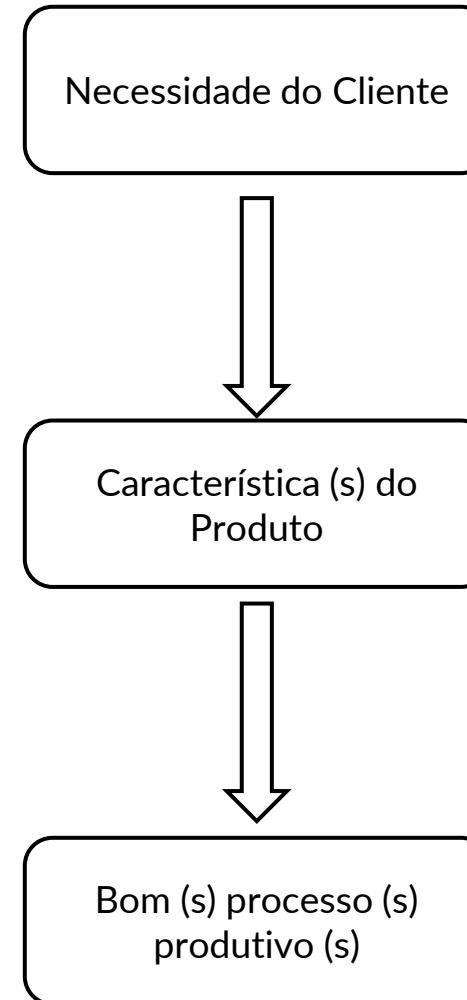 Necessidade do Cliente
Característica (s) do
Produto
Bom (s) processo (s)
produtivo (s)